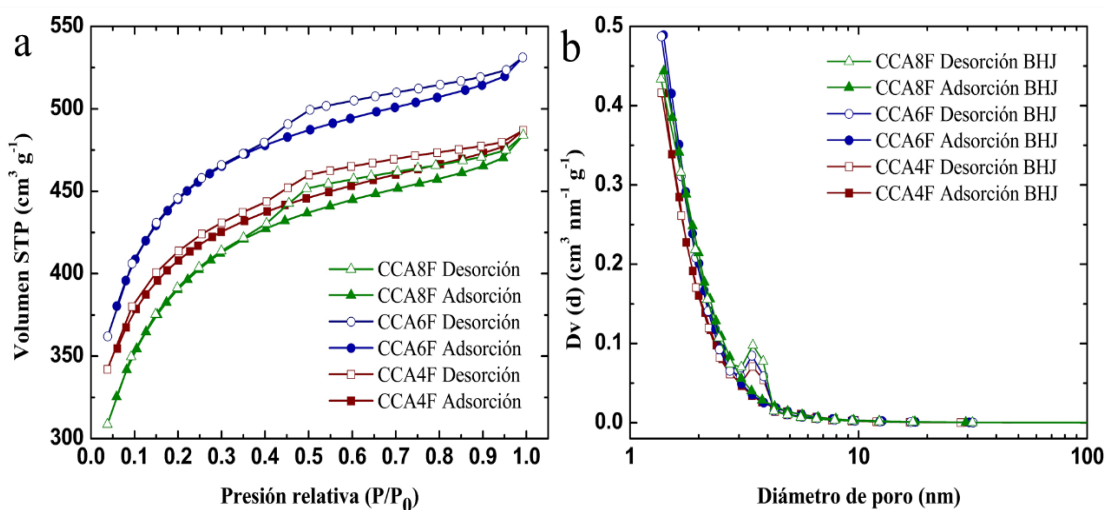 a
Volumen STP (cm³ g⁻¹)
550
500
450
400
350
300
CCA8F Desorción
CCA8F Adsorción
CCA6F Desorción
CCA6F Adsorción
CCA4F Desorción
CCA4F Adsorción
0.0 0.1 0.2 0.3 0.4 0.5 0.6 0.7 0.8 0.9 1.0
Presión relativa (P/P₀)
b
Dv (d) (cm³ nm⁻¹ g⁻¹)
0.5
0.4
0.3
0.2
0.1
0.0
CCA8F Desorción BHJ
CCA8F Adsorción BHJ
CCA6F Desorción BHJ
CCA6F Adsorción BHJ
CCA4F Desorción BHJ
CCA4F Adsorción BHJ
1 10 100
Diámetro de poro (nm)